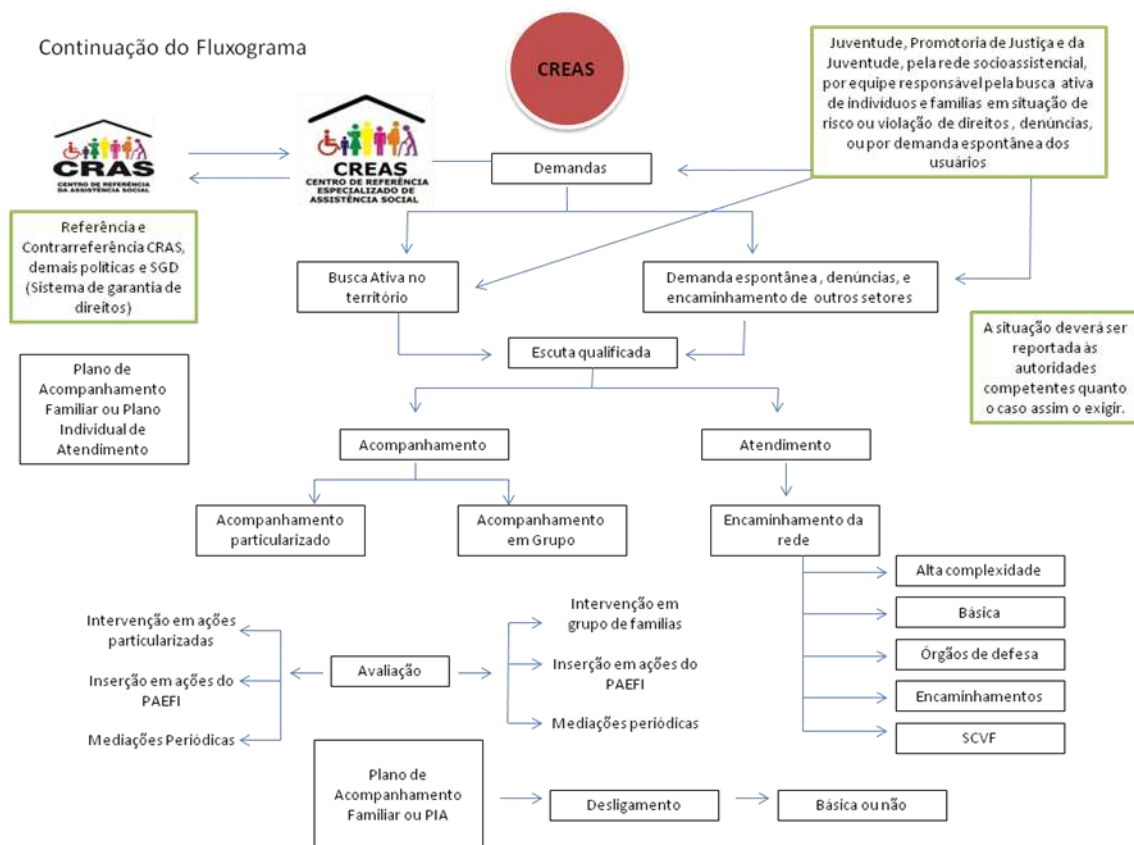 Continuação do Fluxograma
CREAS
Juventude, Promotoria de Justiça e da
Juventude, pela rede socioassistencial,
por equipe responsável pela busca ativa
de indivíduos e famílias em situação de
risco ou violação de direitos , denúncias,
ou por demanda espontânea dos
usuários
CRAS
CENTRO DE REFERÊNCIA
DA ASSISTÊNCIA SOCIAL
CREAS
CENTRO DE REFERÊNCIA
ESPECIALIZADO DE
ASSISTÊNCIA SOCIAL
Demandas
Referência e
Contrarreferência CRAS,
demais políticas e SGD
(Sistema de garantia de
direitos)
Busca Ativa no
território
Demanda espontânea , denúncias, e
encaminhamento de outros setores
A situação deverá ser
reportada às
autoridades
competentes quanto
o caso assim o exigir.
Escuta qualificada
Plano de
Acompanhamento
Familiar ou Plano
Individual de
Atendimento
Acompanhamento
Atendimento
Acompanhamento
particularizado
Acompanhamento
em Grupo
Encaminhamento da
rede
Alta complexidade
Básica
Órgãos de defesa
Encaminhamentos
SCVF
Intervenção em ações
particularizadas
Inserção em ações do
PAEFI
Mediações Periódicas
Avaliação
Intervenção em
grupo de famílias
Inserção em ações do
PAEFI
Mediações periódicas
Plano de
Acompanhamento
Familiar ou PIA
Desligamento
Básica ou não